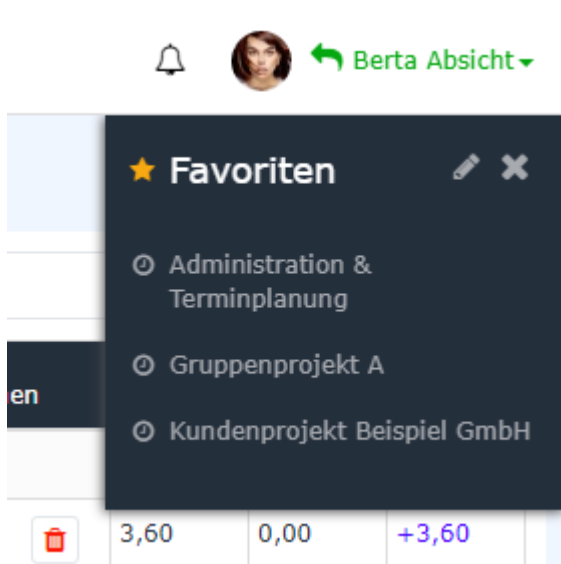 Berta Absicht
Favoriten
Administration &
Terminplanung
Gruppenprojekt A
Kundenprojekt Beispiel GmbH
en
3,60 0,00 +3,60